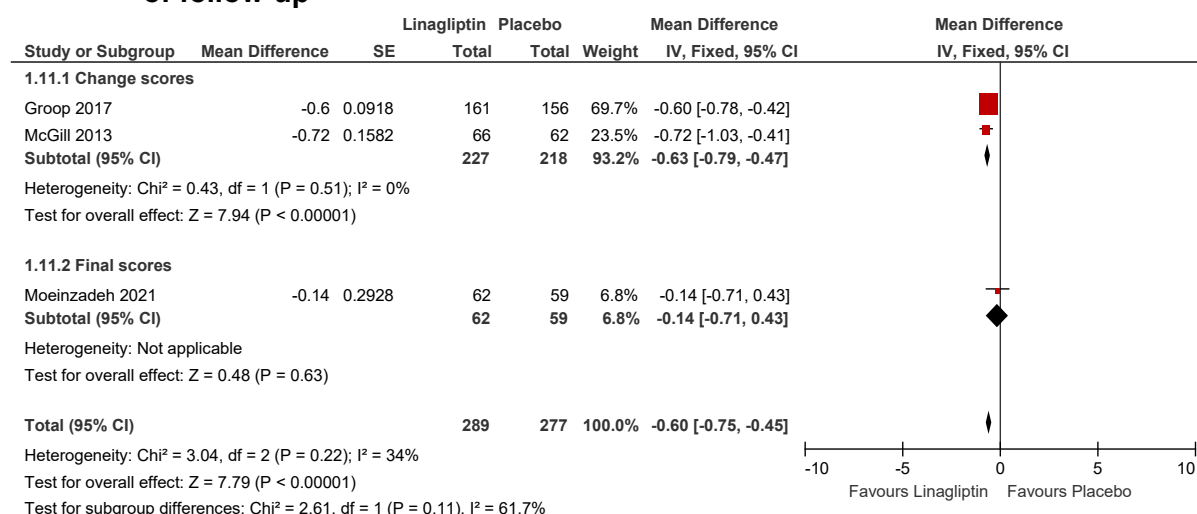 of follow-up
Linagliptin Placebo Mean Difference Mean Difference
Study or Subgroup Mean Difference SE Total Total Weight IV, Fixed, 95% CI IV, Fixed, 95% CI
1.11.1 Change scores
Groop 2017 -0.6 0.0918 161 156 69.7% -0.60 [-0.78, -0.42]
McGill 2013 -0.72 0.1582 66 62 23.5% -0.72 [-1.03, -0.41]
Subtotal (95% CI) 227 218 93.2% -0.63 [-0.79, -0.47]
Heterogeneity: Chi² = 0.43, df = 1 (P = 0.51); I² = 0%
Test for overall effect: Z = 7.94 (P < 0.00001)
1.11.2 Final scores
Moeinzadeh 2021 -0.14 0.2928 62 59 6.8% -0.14 [-0.71, 0.43]
Subtotal (95% CI) 62 59 6.8% -0.14 [-0.71, 0.43]
Heterogeneity: Not applicable
Test for overall effect: Z = 0.48 (P = 0.63)
Total (95% CI) 289 277 100.0% -0.60 [-0.75, -0.45]
Heterogeneity: Chi² = 3.04, df = 2 (P = 0.22); I² = 34%
Test for overall effect: Z = 7.79 (P < 0.00001)
Test for subgroup differences: Chi² = 2.61, df = 1 (P = 0.11), I² = 61.7%
-10 -5 0 5 10
Favours Linagliptin Favours Placebo